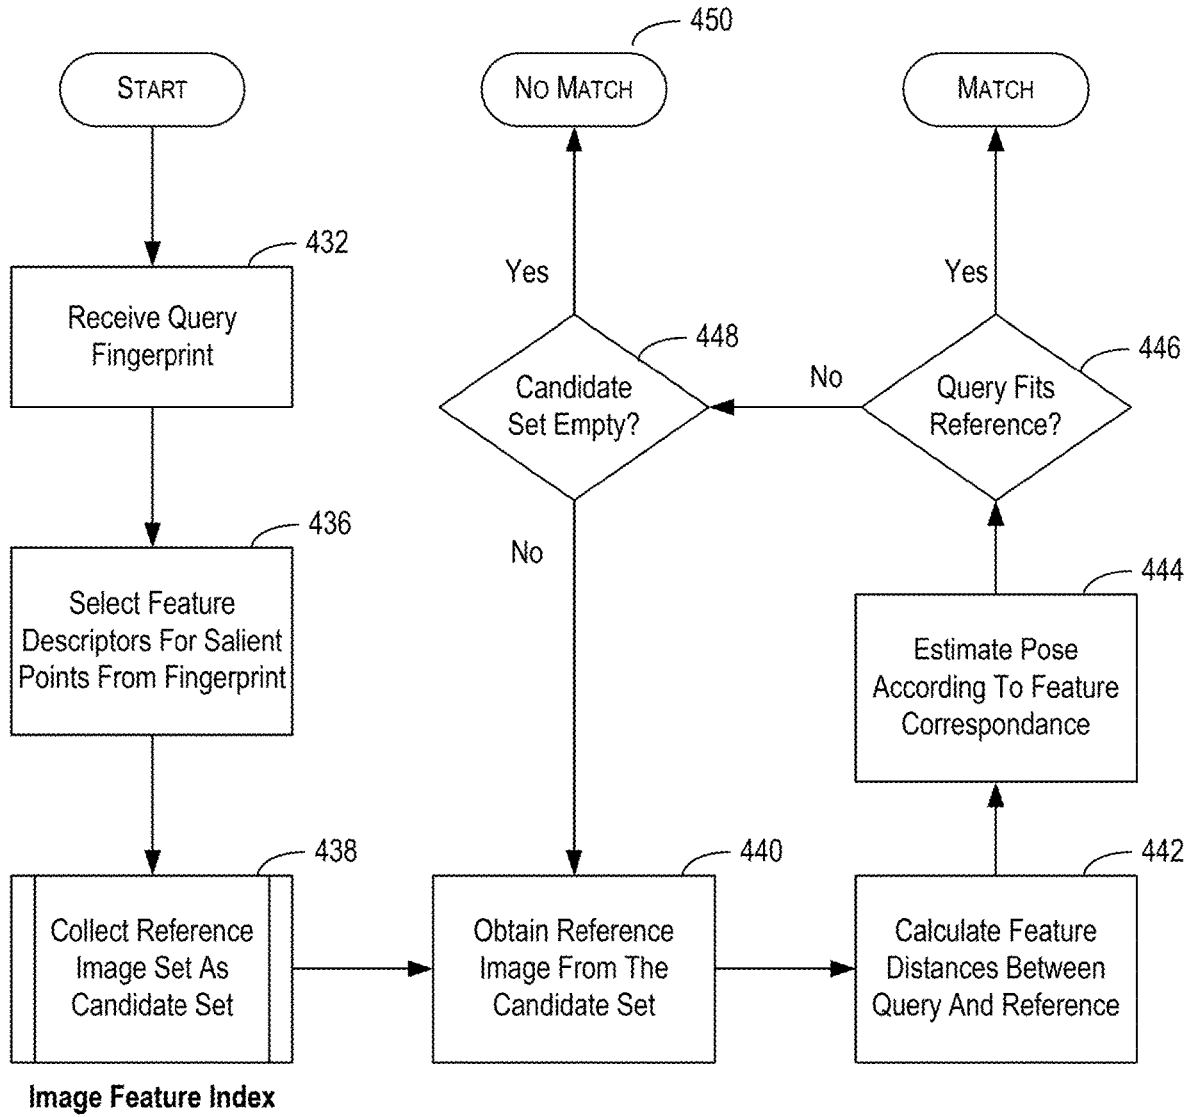 450
START
NO MATCH
MATCH
432
Receive Query
Fingerprint
Yes
Yes
448
446
Candidate
Set Empty?
No
Query Fits
Reference?
436
Select Feature
Descriptors For Salient
Points From Fingerprint
No
444
Estimate Pose
According To Feature
Correspondance
438
Collect Reference
Image Set As
Candidate Set
440
Obtain Reference
Image From The
Candidate Set
442
Calculate Feature
Distances Between
Query And Reference
Image Feature Index